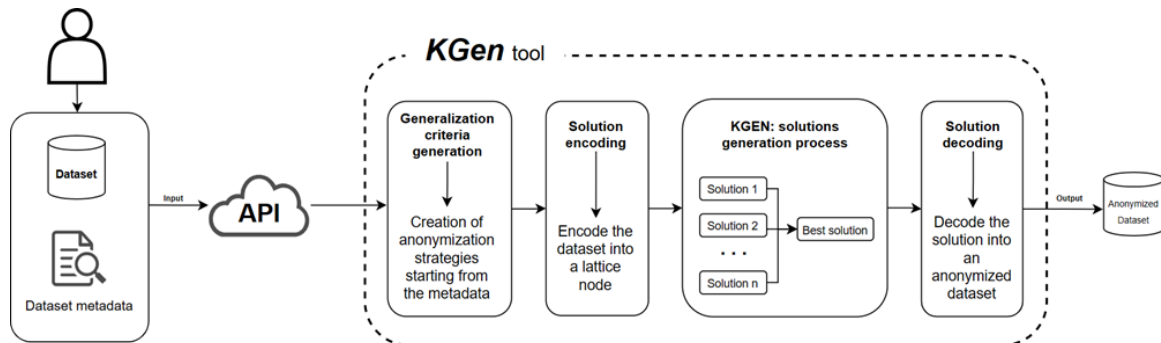 KGen tool
Dataset
Dataset metadata
Input
API
Generalization
criteria
generation
Creation of
anonymization
strategies
starting from
the metadata
Solution
encoding
Encode the
dataset into
a lattice
node
KGEN: solutions
generation process
Solution 1
Solution 2
...
Solution n
Best solution
Solution
decoding
Decode the
solution into
an
anonymized
dataset
Output
Anonymized
Dataset